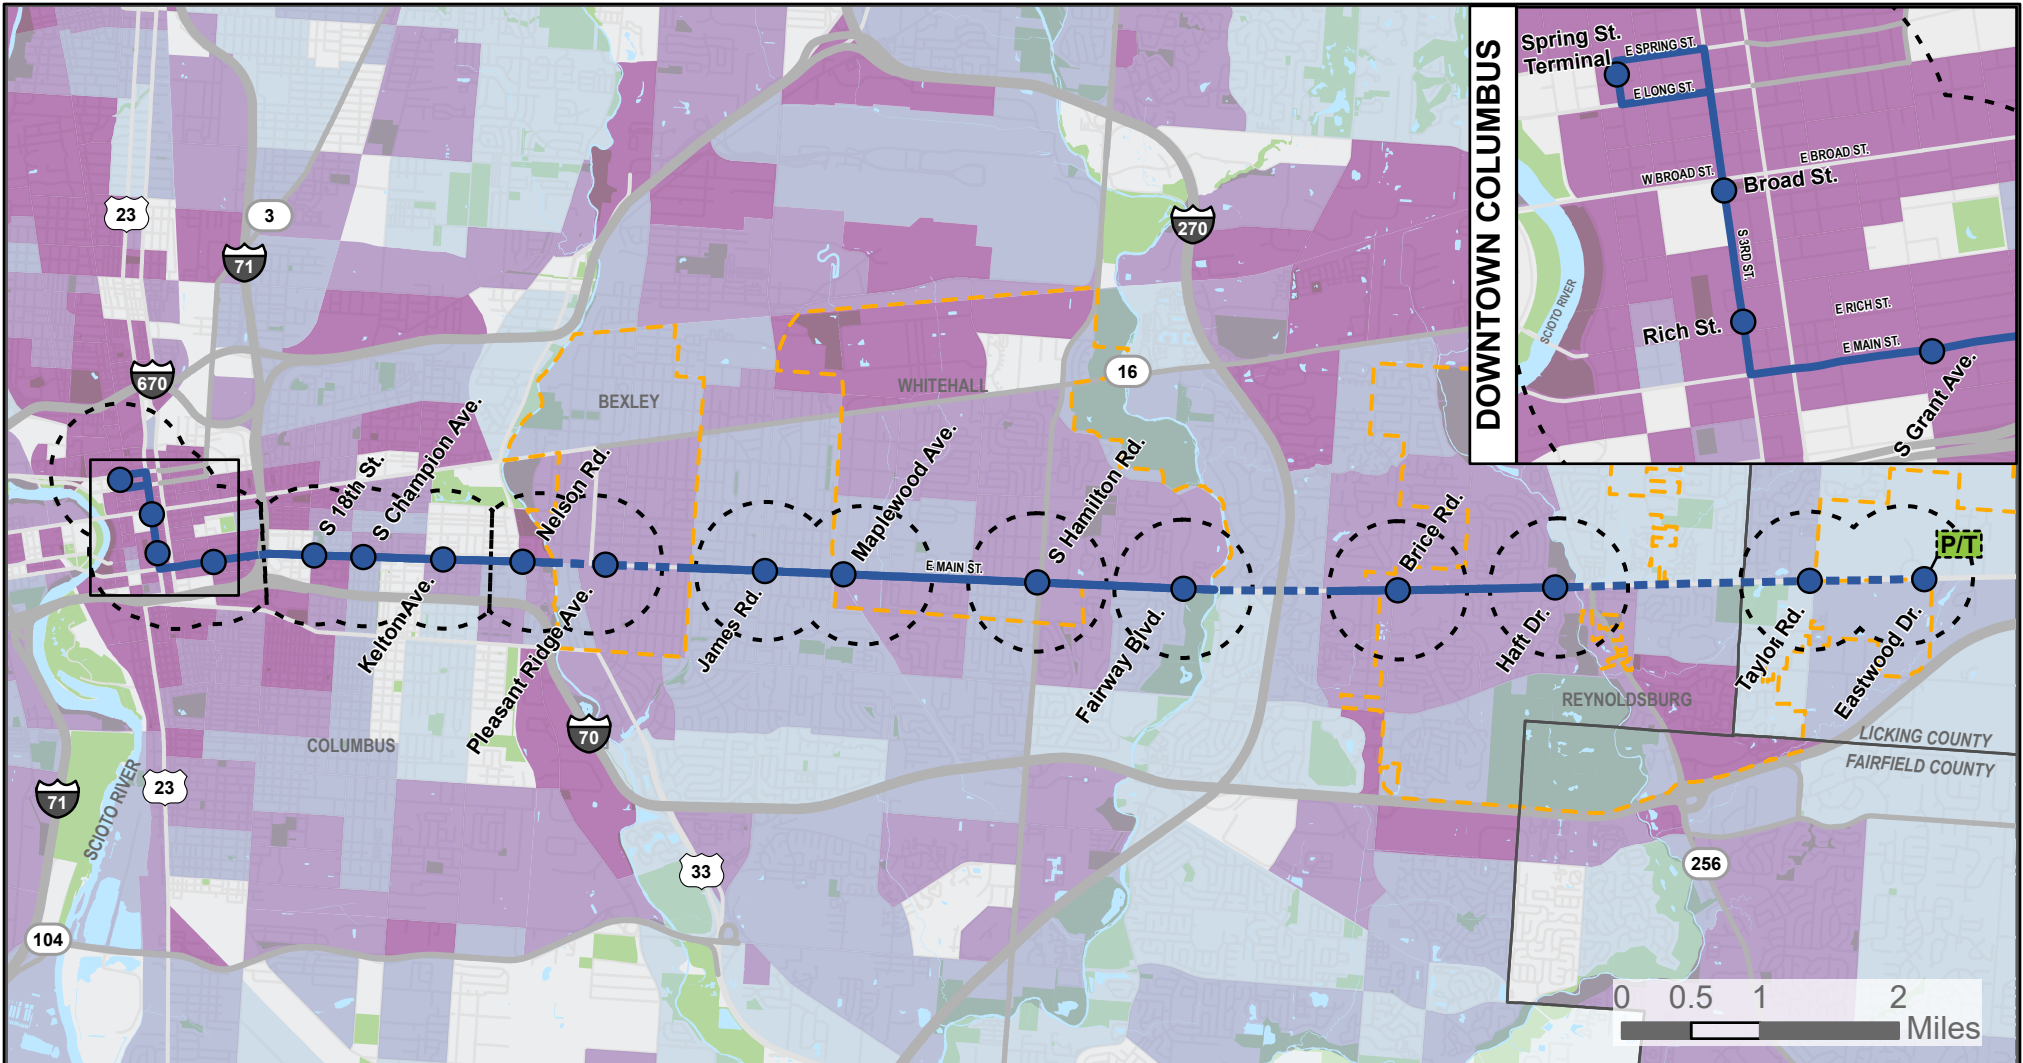 DOWNTOWN COLUMBUS
Spring St.
Terminal
E SPRING ST.
E LONG ST.
W BROAD ST.
E BROAD ST.
Broad St.
S 3RD ST.
SCIOTO RIVER
Rich St.
E RICH ST.
E MAIN ST.
S Grant Ave.
23
3
71
270
670
16
BEXLEY
WHITEHALL
S 18th St.
S Champion Ave.
Nelson Rd.
Maplewood Ave.
S Hamilton Rd.
Brice Rd.
P/T
E MAIN ST.
Kelton Ave.
Pleasant Ridge Ave.
James Rd.
Fairway Blvd.
Haft Dr.
Taylor Rd.
Eastwood Dr.
REYNOLDSBURG
COLUMBUS
70
LICKING COUNTY
FAIRFIELD COUNTY
71
SCIOTO RIVER
23
33
256
104
0 0.5 1 2
Miles